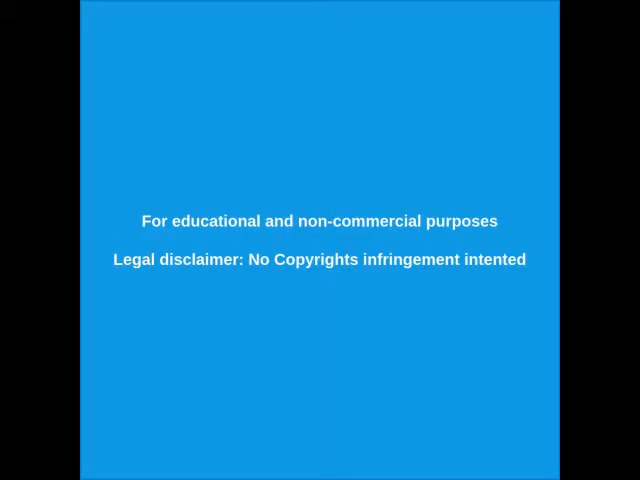 For educational and non-commercial purposes
Legal disclaimer: No Copyrights infringement intented